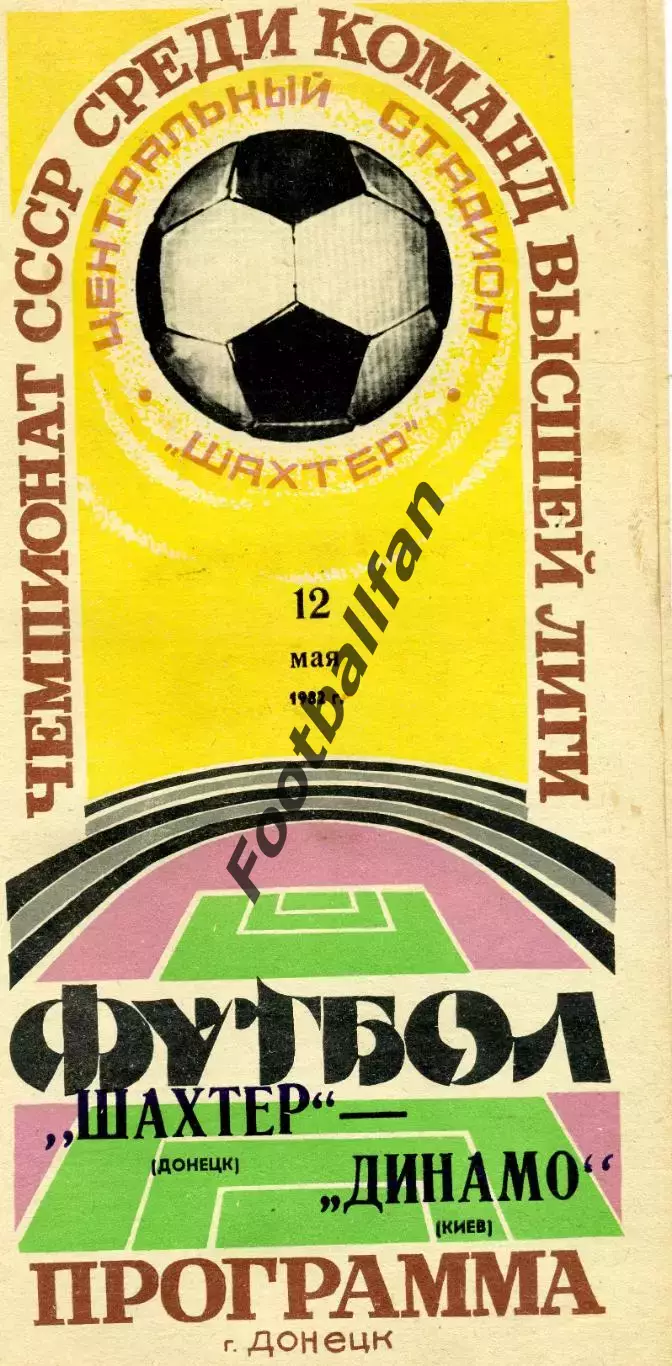 ЧЕМПИОНАТ СССР СРЕДИ КОМАНД ВЫСШЕЙ ЛИГИ
ЦЕНТРАЛЬНЫЙ СТАДИОН
„ШАХТЕР"
12
мая
1982 г.
Footballfan
ФУТБОЛ
„ШАХТЕР“ —
(ДОНЕЦК)
„ДИНАМО“
(КИЕВ)
ПРОГРАММА
г. ДОНЕЦК